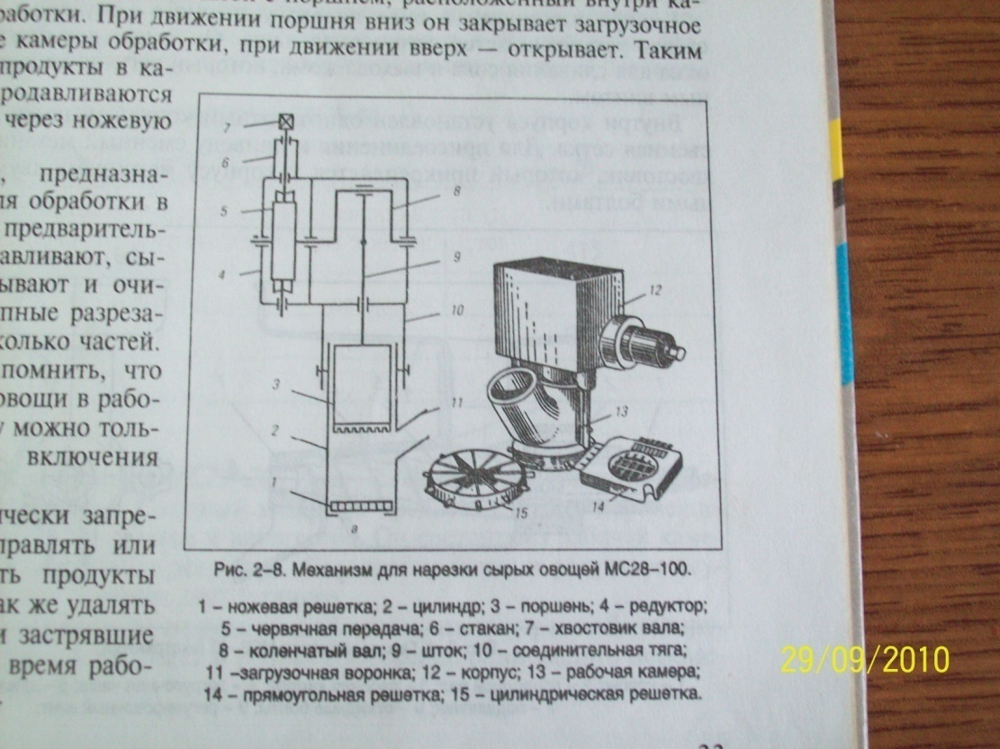 с поршнем, расположенный внутри ка-
работки. При движении поршня вниз он закрывает загрузочное
е камеры обработки, при движении вверх — открывает. Таким
продукты в ка-
родавливаются
через ножевую
, предназна-
ля обработки в
предваритель-
авливают, сы-
ывают и очи-
пные разреза-
сколько частей.
помнить, что
овощи в рабо-
у можно толь-
включения
ически запре-
правлять или
ть продукты
ак же удалять
и застрявшие
время рабо-
7
6
5
4
8
9
10
3
2
11
1
а
12
13
14
15
Рис. 2–8. Механизм для нарезки сырых овощей МС28–100.
1 – ножевая решетка; 2 – цилиндр; 3 – поршень; 4 – редуктор;
5 – червячная передача; 6 – стакан; 7 – хвостовик вала;
8 – коленчатый вал; 9 – шток; 10 – соединительная тяга;
11 –загрузочная воронка; 12 – корпус; 13 – рабочая камера;
14 – прямоугольная решетка; 15 – цилиндрическая решетка.
29/09/2010